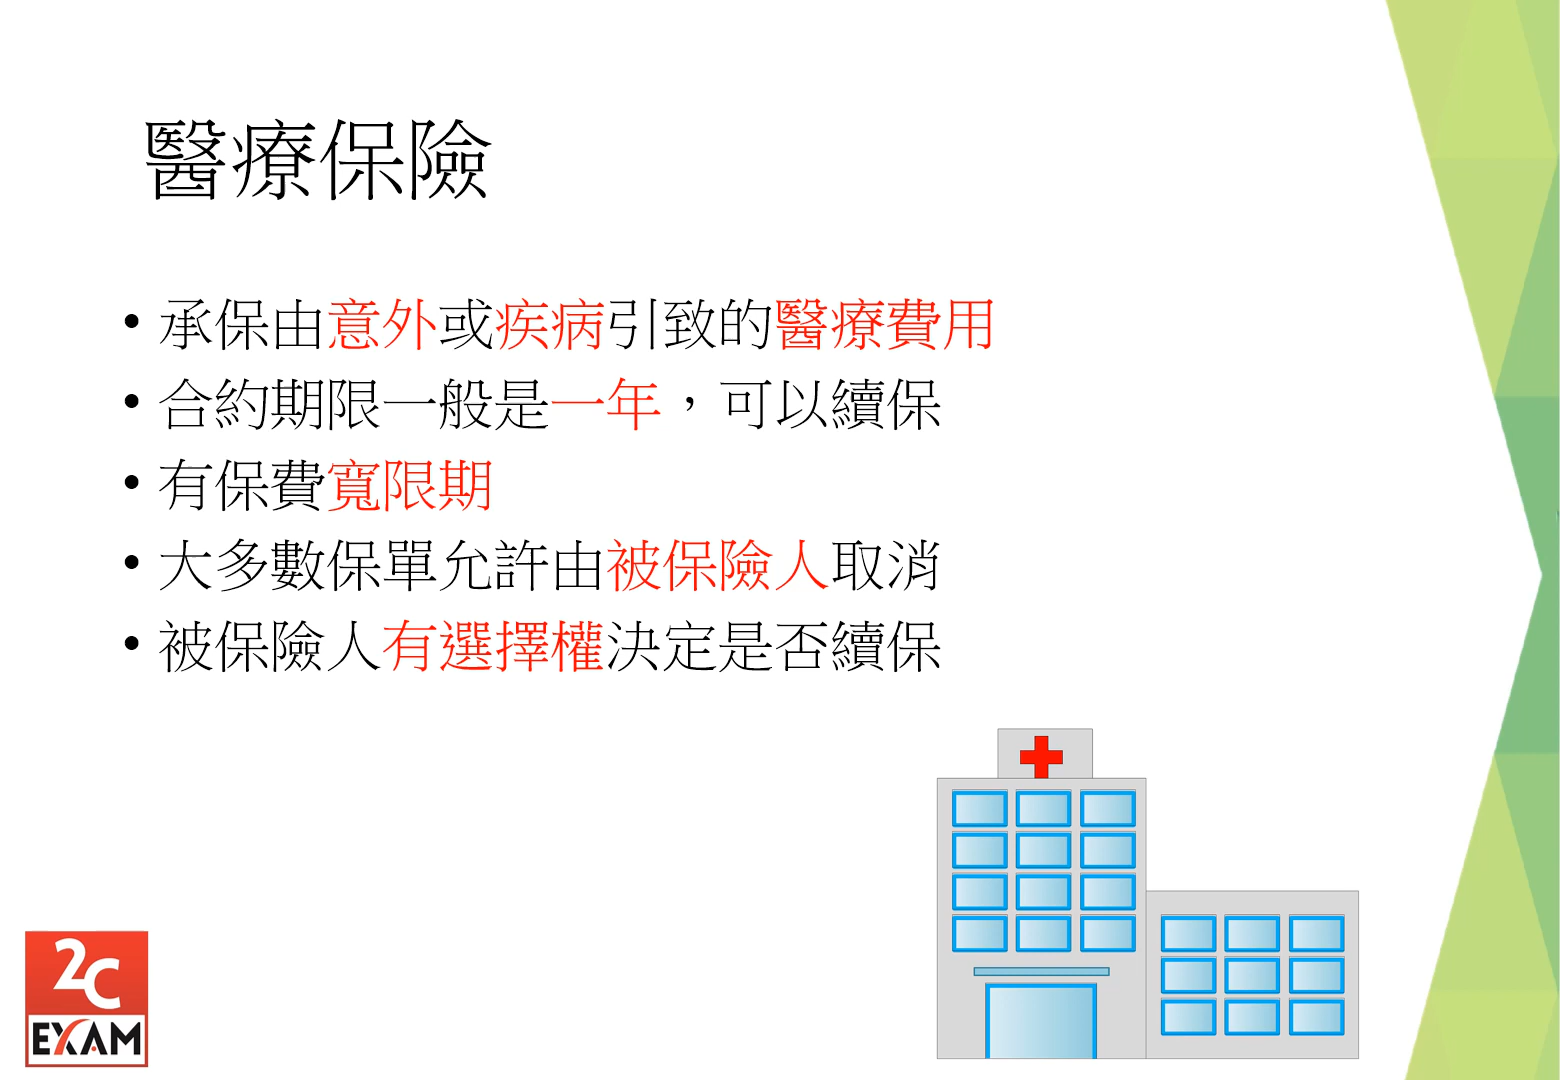 醫療保險
• 承保由意外或疾病引致的醫療費用
• 合約期限一般是一年，可以續保
• 有保費寬限期
• 大多數保單允許由被保險人取消
• 被保險人有選擇權決定是否續保
2C
EXAM